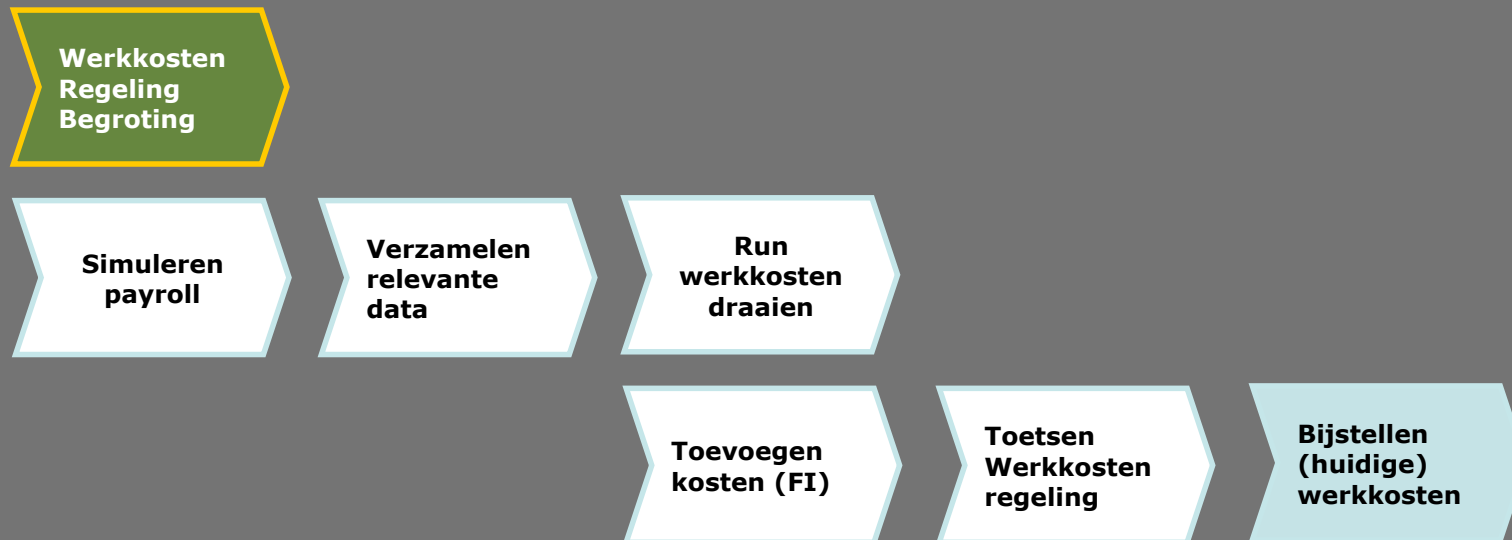 Werkkosten
Regeling
Begroting
Simuleren
payroll
Verzamelen
relevante
data
Run
werkkosten
draaien
Toevoegen
kosten (FI)
Toetsen
Werkkosten
regeling
Bijstellen
(huidige)
werkkosten